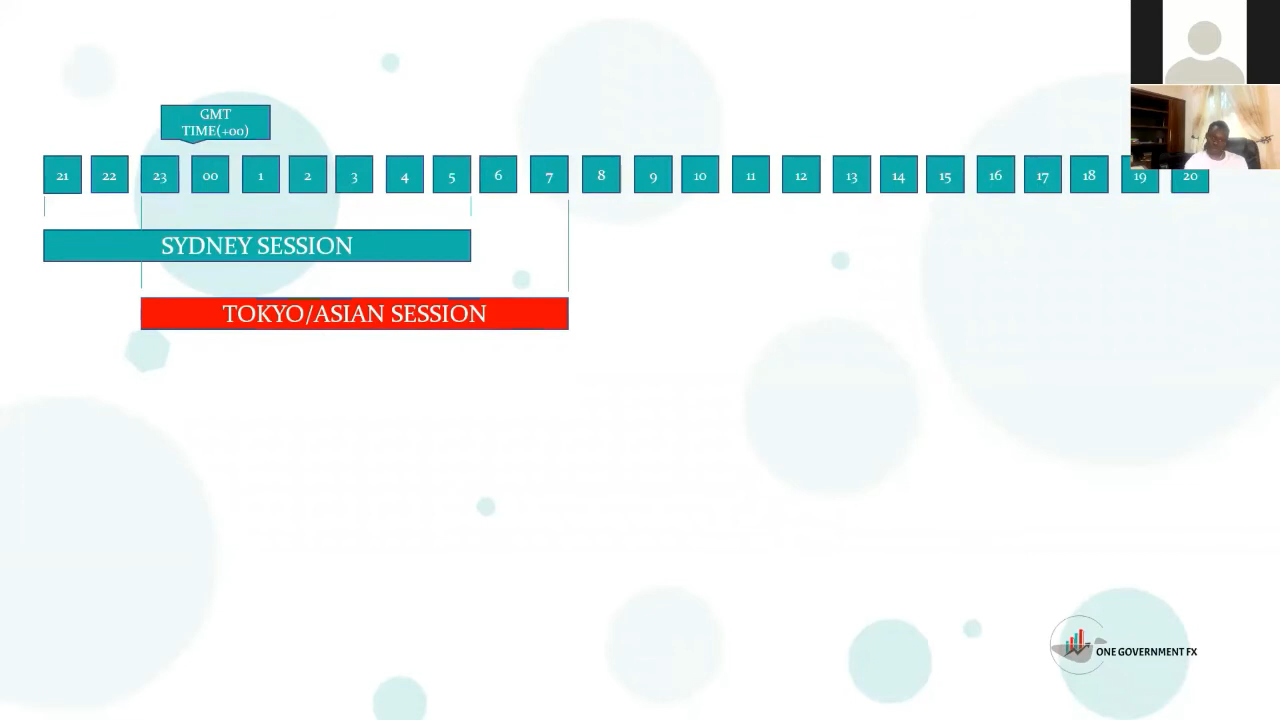 GMT
TIME(+00)
21 22 23 00 1 2 3 4 5 6 7 8 9 10 11 12 13 14 15 16 17 18 19 20
SYDNEY SESSION
TOKYO/ASIAN SESSION
ONE GOVERNMENT FX